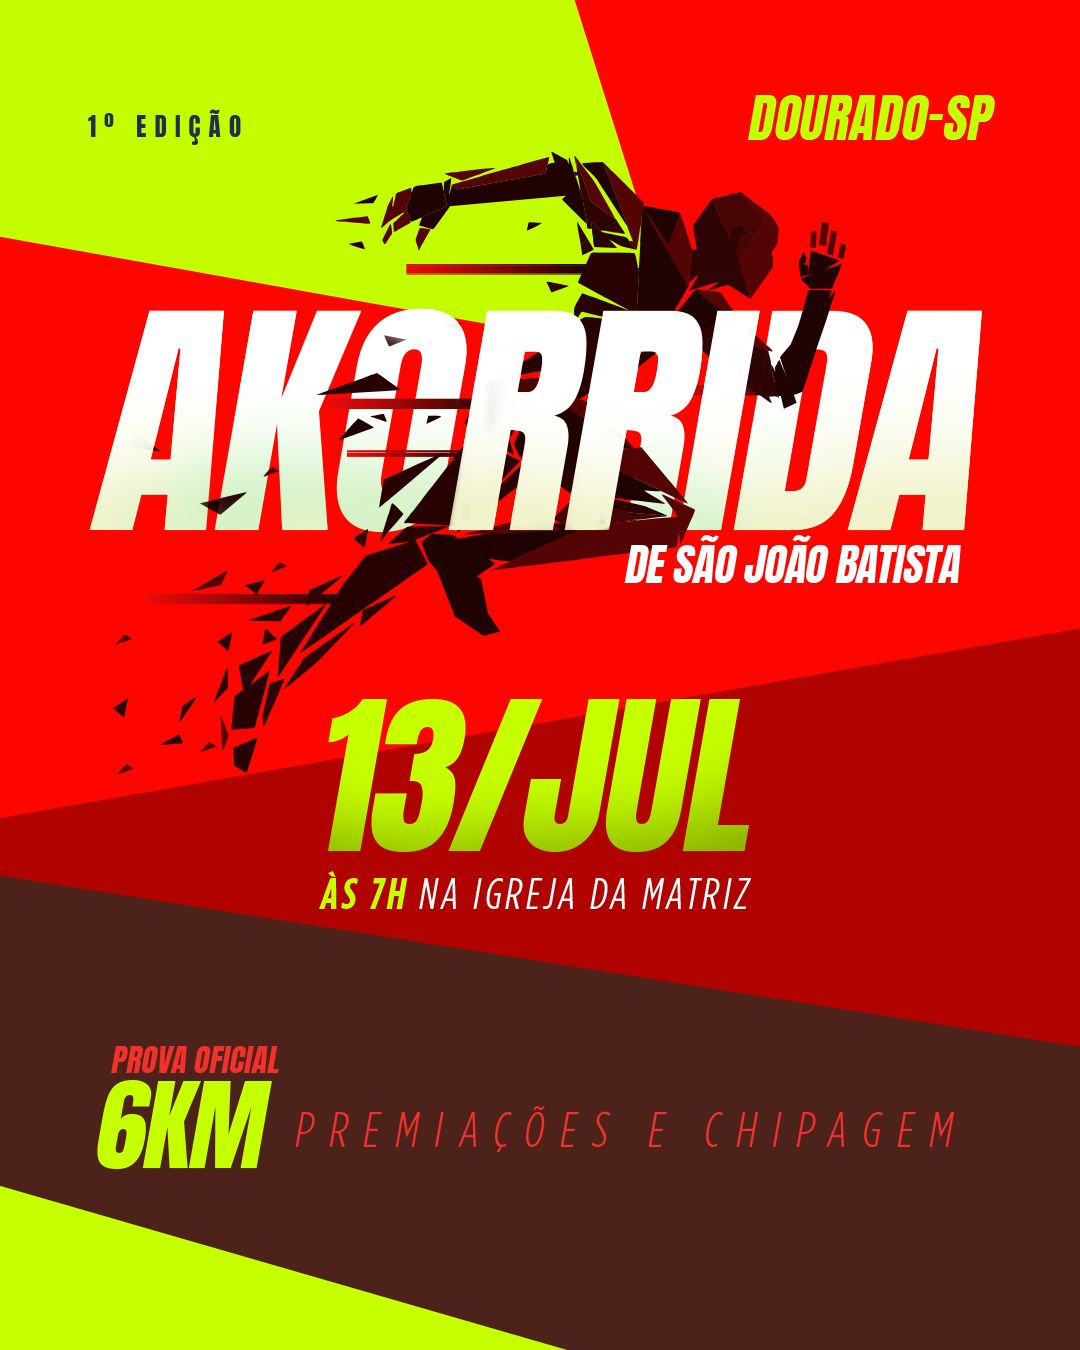 1º EDIÇÃO
DOURADO-SP
AKORRIDA
DE SÃO JOÃO BATISTA
13/JUL
ÀS 7H NA IGREJA DA MATRIZ
PROVA OFICIAL
6KM
PREMIAÇÕES E CHIPAGEM